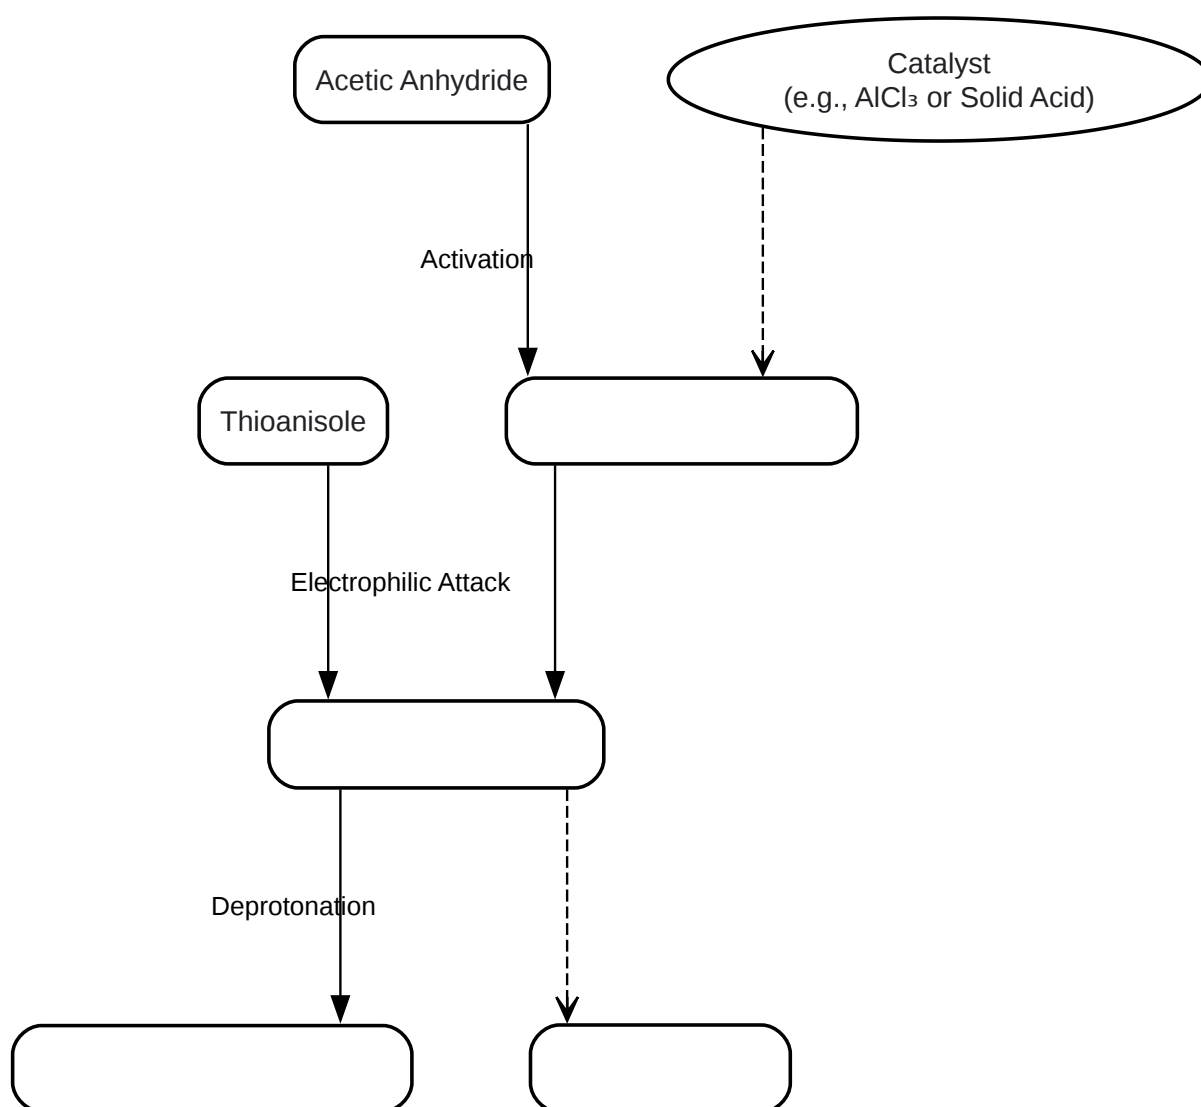 Acetic Anhydride
Catalyst
(e.g., AlCl₃ or Solid Acid)
Activation
Thioanisole
Electrophilic Attack
Deprotonation